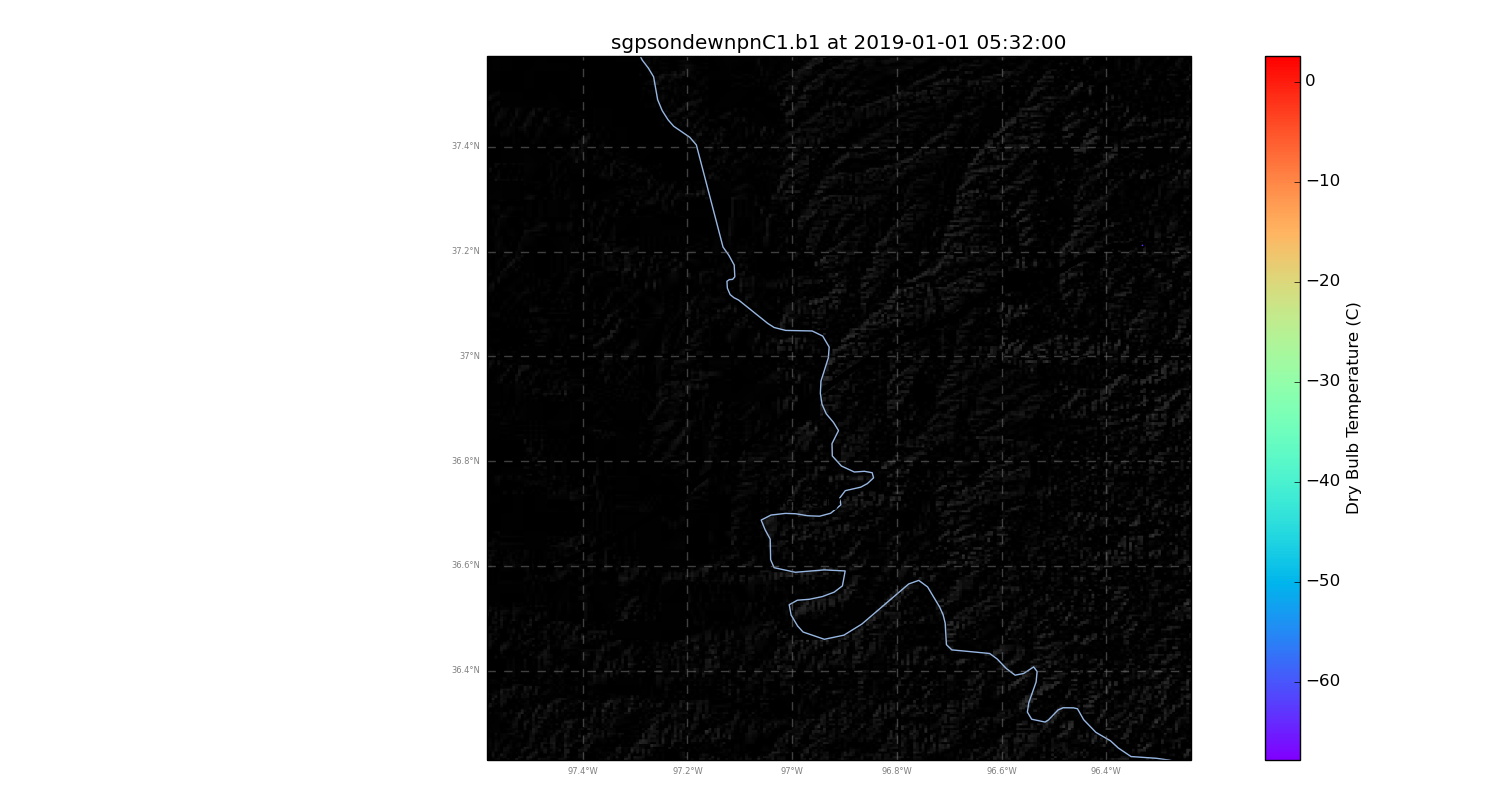 sgpsondewnpnC1.b1 at 2019-01-01 05:32:00
37.4°N
37.2°N
37°N
36.8°N
36.6°N
36.4°N
97.4°W
97.2°W
97°W
96.8°W
96.6°W
96.4°W
0
−10
−20
−30
−40
−50
−60
Dry Bulb Temperature (C)